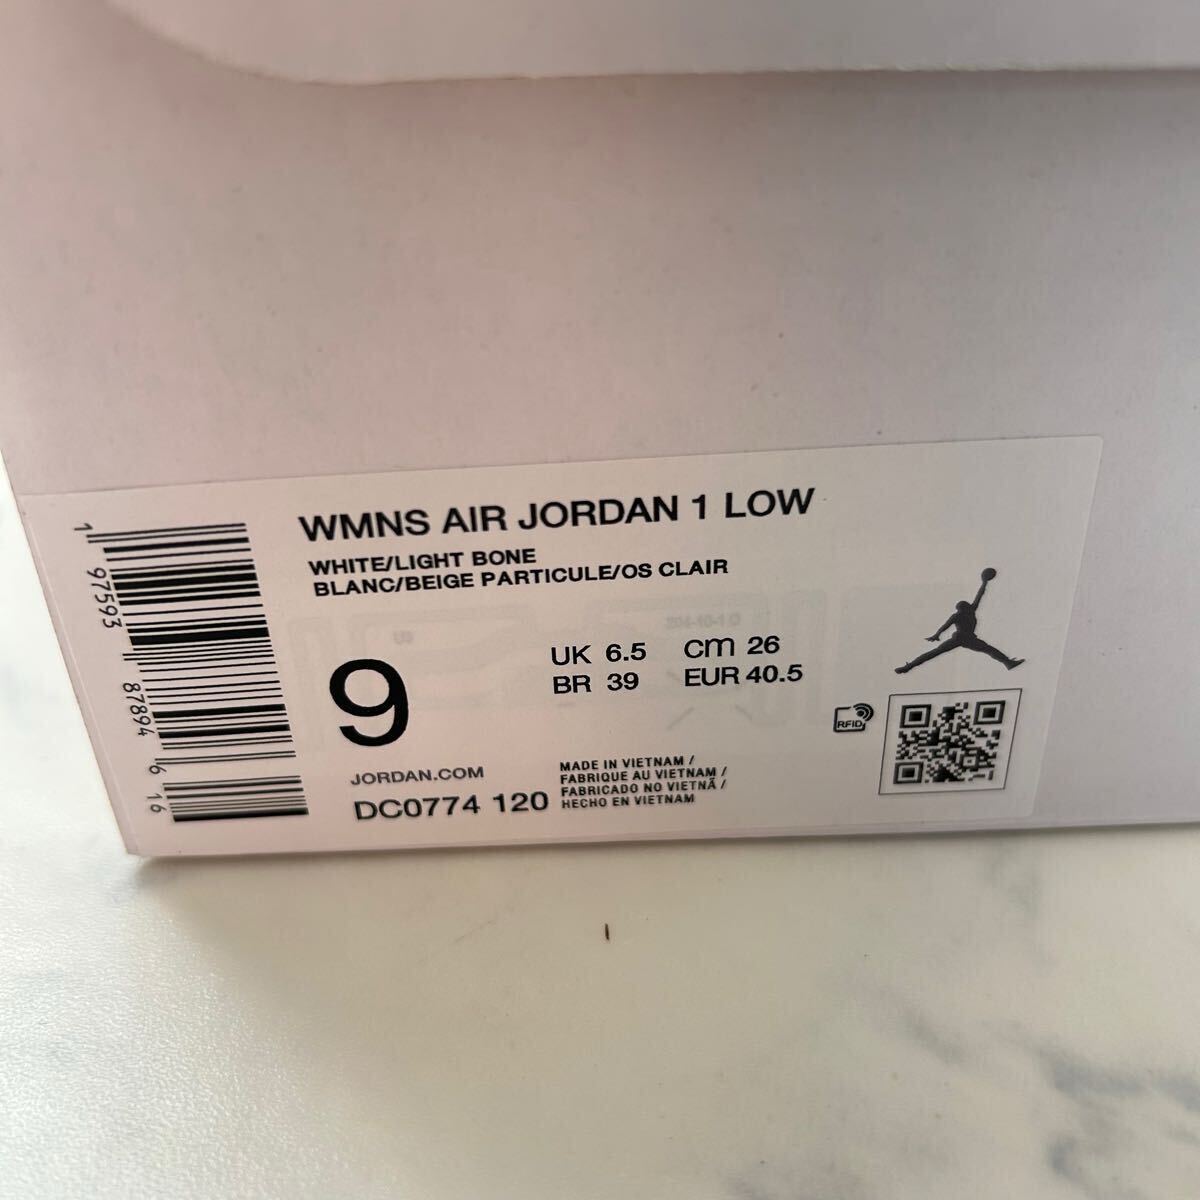 WMNS AIR JORDAN 1 LOW
WHITE/LIGHT BONE
BLANC/BEIGE PARTICULE/OS CLAIR
9
UK 6.5 cm 26
BR 39 EUR 40.5
RFID
JORDAN.COM
DC0774 120
MADE IN VIETNAM /
FABRIQUE AU VIETNAM /
FABRICADO NO VIETNÃ /
HECHO EN VIETNAM
1 97593 87894 6 16